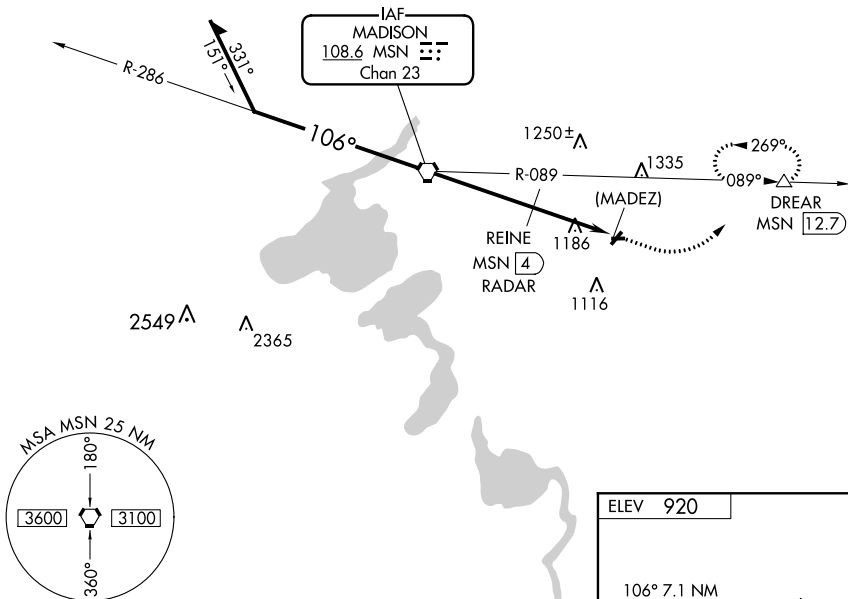 IAF
MADISON
108.6 MSN
Chan 23
R-286
331°
151°
106°
1250±
1335
R-089
269°
089°
(MADEZ)
DREAR
MSN 12.7
REINE
MSN 4
RADAR
1186
1116
2549
2365
MSA MSN 25 NM
180°
3600
3100
360°
ELEV 920
106° 7.1 NM